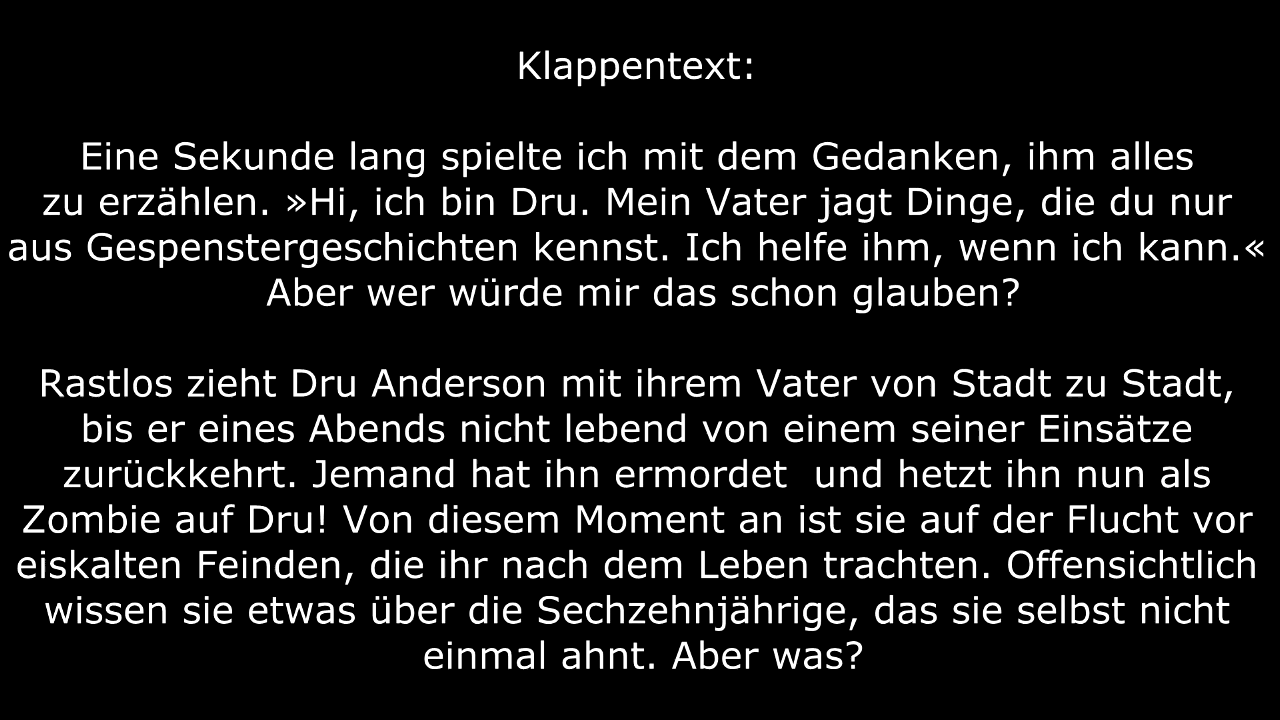 Klappentext:
Eine Sekunde lang spielte ich mit dem Gedanken, ihm alles
zu erzählen. »Hi, ich bin Dru. Mein Vater jagt Dinge, die du nur
aus Gespenstergeschichten kennst. Ich helfe ihm, wenn ich kann.«
Aber wer würde mir das schon glauben?
Rastlos zieht Dru Anderson mit ihrem Vater von Stadt zu Stadt,
bis er eines Abends nicht lebend von einem seiner Einsätze
zurückkehrt. Jemand hat ihn ermordet  und hetzt ihn nun als
Zombie auf Dru! Von diesem Moment an ist sie auf der Flucht vor
eiskalten Feinden, die ihr nach dem Leben trachten. Offensichtlich
wissen sie etwas über die Sechzehnjährige, das sie selbst nicht
einmal ahnt. Aber was?